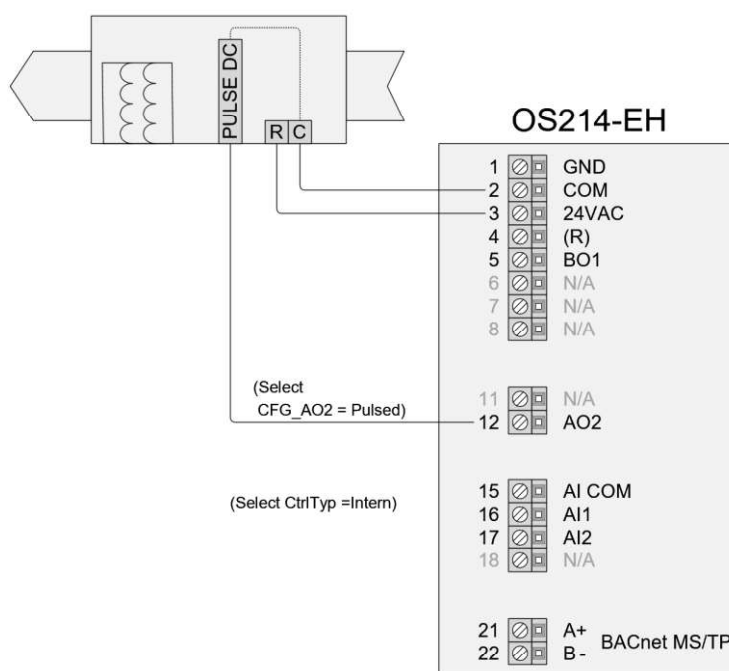 PULSE DC
R C
OS214-EH
1 GND
2 COM
3 24VAC
4 (R)
5 BO1
6 N/A
7 N/A
8 N/A
(Select
CFG_AO2 = Pulsed)
11 N/A
12 AO2
(Select CtrlTyp =Intern)
15 AI COM
16 AI1
17 AI2
18 N/A
21 A+
22 B -
BACnet MS/TP